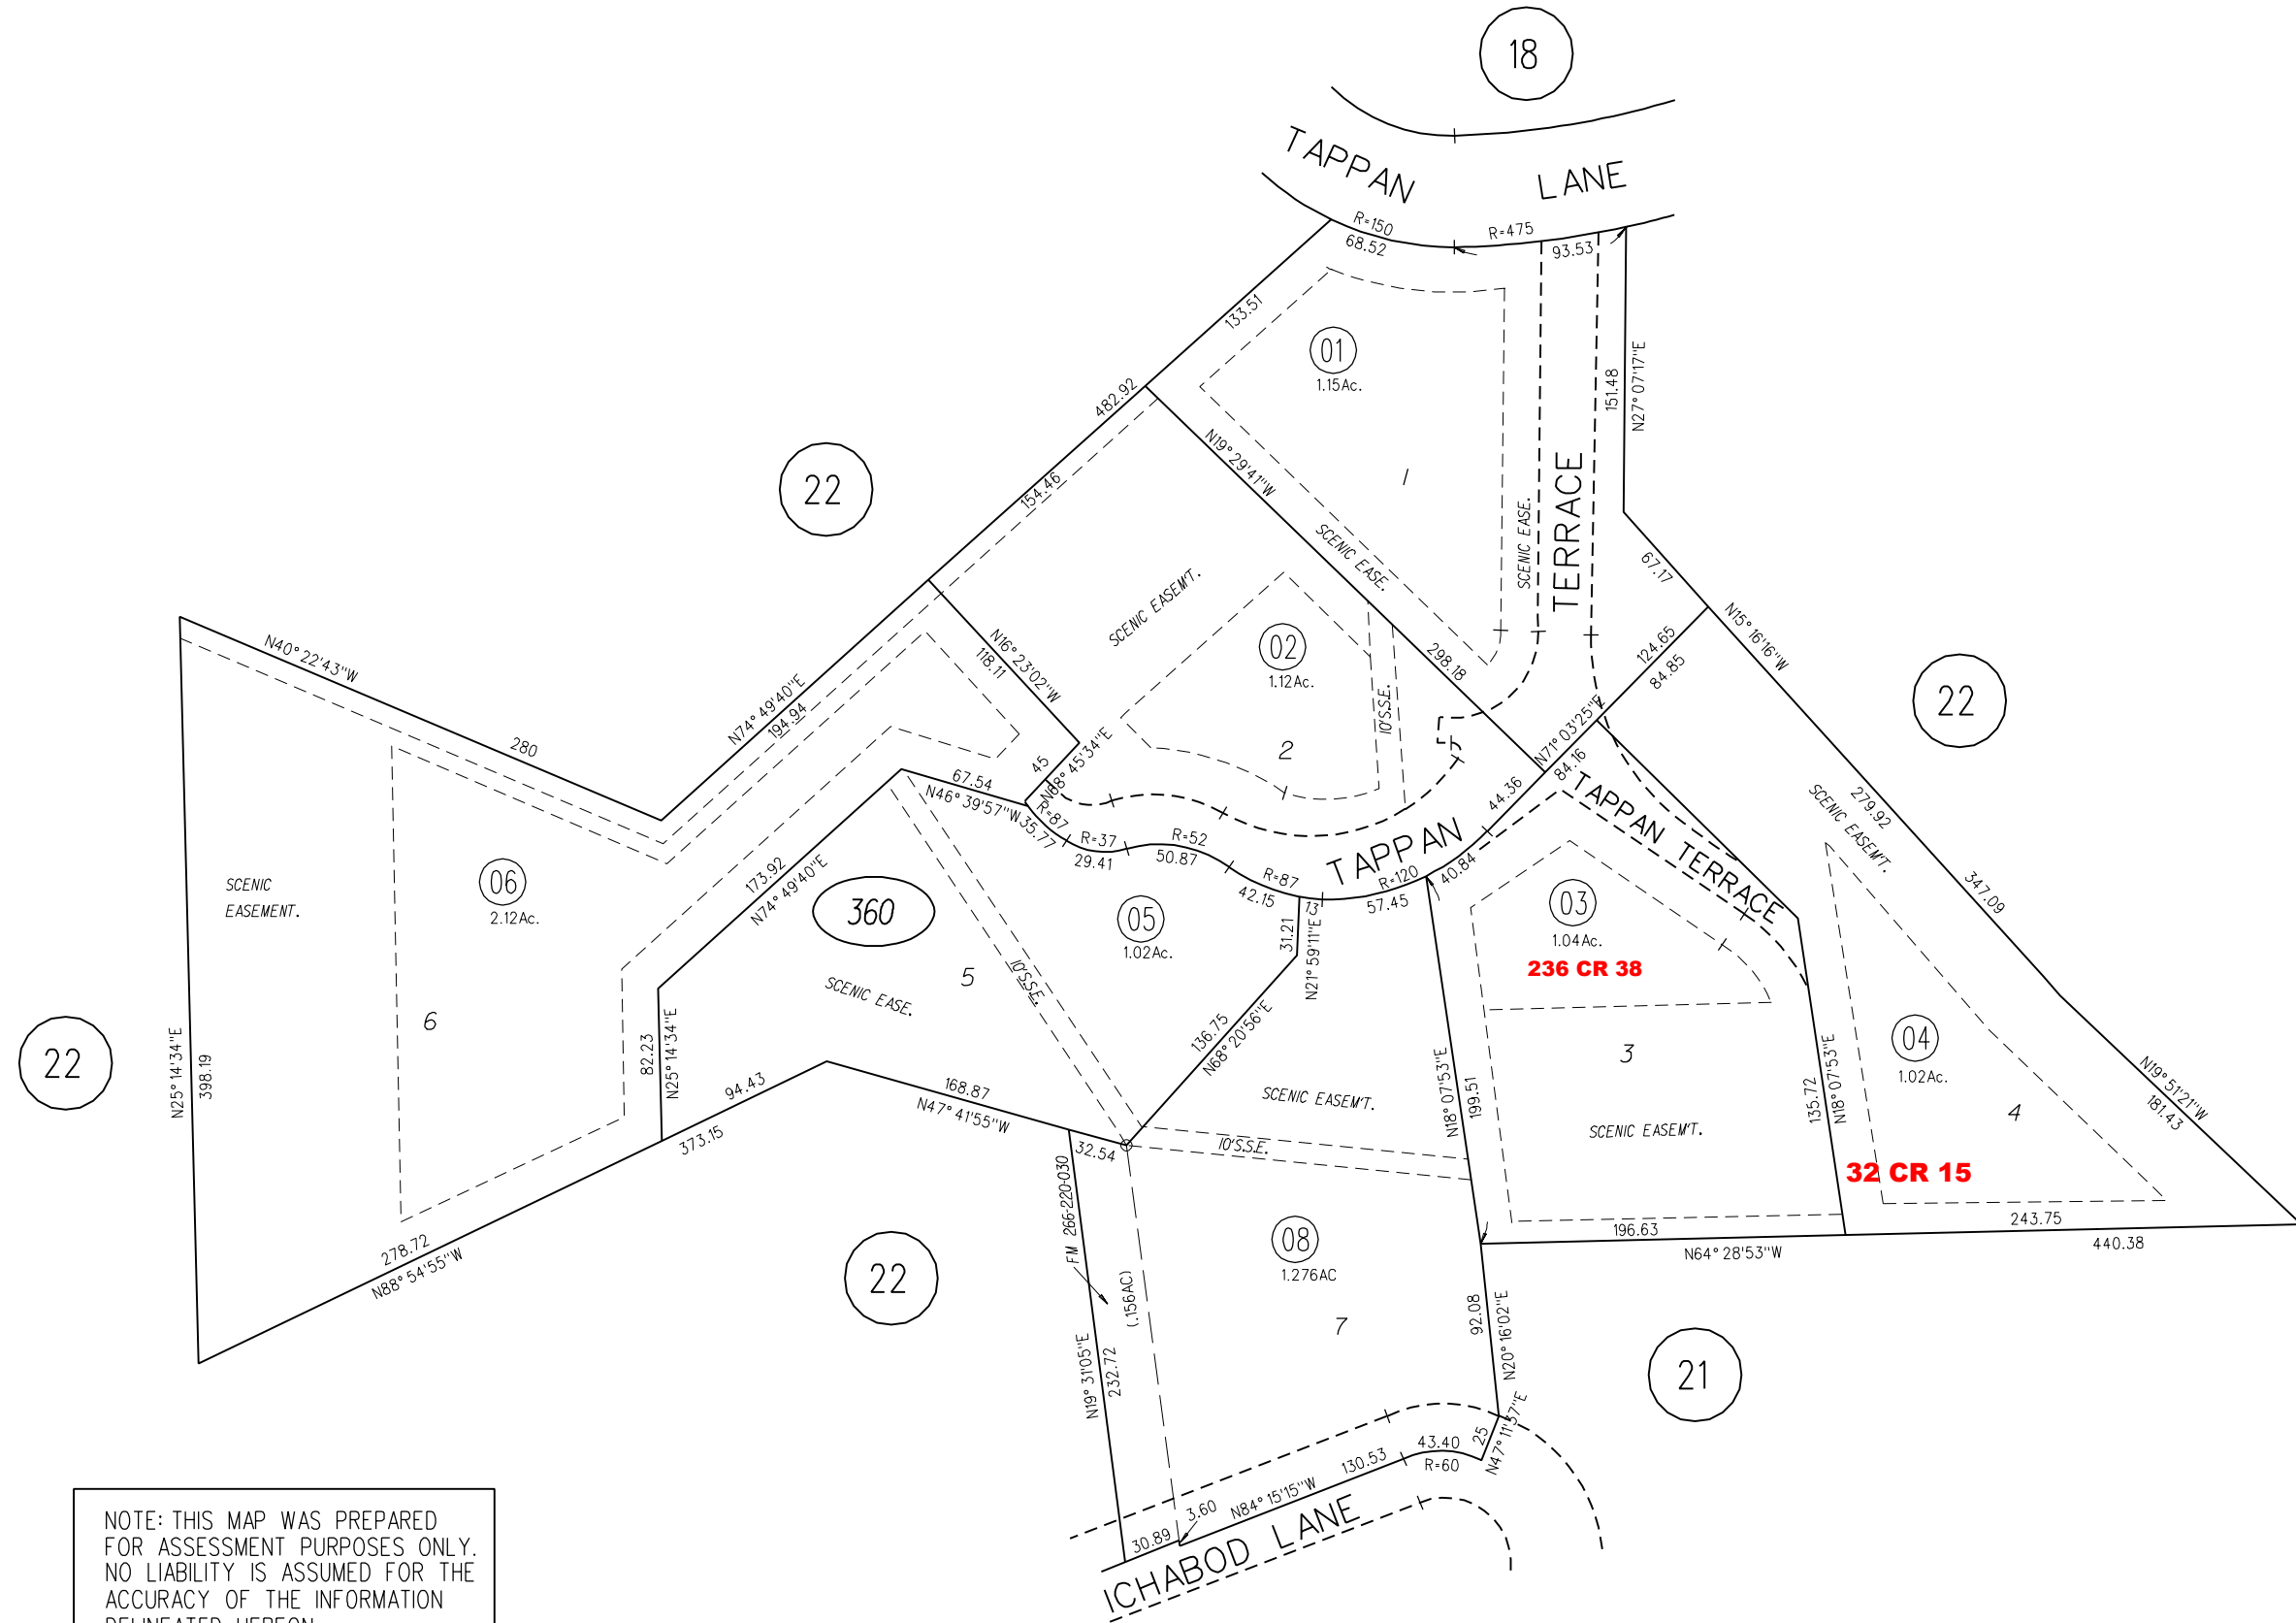 18
TAPPAN LANE
R=150
68.52
R=475
93.53
133.51
01
1.15Ac.
151.48
N27°07'17"E
482.92
N19°29'41"W
1
22
154.46
SCENIC EASE.
SCENIC EASE.
TERRACE
67.17
N40°22'43"W
280
N74°49'40"E
194.94
N16°23'02"W
118.11
SCENIC EASEM'T.
02
1.12Ac.
2
10'S.S.E.
298.18
124.65
84.85
N15°16'16"W
22
45
N68°45'34"E
N71°03'25"E
84.16
67.54
N46°39'57"W
35.77
R=87
R=37
29.41
R=52
50.87
R=87
42.15
13
TAPPAN
R=120
57.45
44.36
40.84
TAPPAN TERRACE
SCENIC EASEM'T.
279.92
347.09
SCENIC
EASEMENT.
06
2.12Ac.
6
173.92
N74°49'40"E
360
05
1.02Ac.
5
SCENIC EASE.
10'S.S.E.
31.21
N21°59'11"E
136.75
N68°20'56"E
03
1.04Ac.
236 CR 38
3
SCENIC EASEM'T.
04
1.02Ac.
4
N19°51'21"W
181.43
22
N25°14'34"E
398.19
82.23
N25°14'34"E
94.43
373.15
168.87
N47°41'55"W
32.54
SCENIC EASEM'T.
10'S.S.E.
N18°07'53"E
199.51
135.72
N18°07'53"E
32 CR 15
278.72
N88°54'55"W
22
FM 266-220-030
(.156AC)
08
1.276AC
7
196.63
N64°28'53"W
243.75
440.38
92.08
N20°16'02"E
21
N19°31'05"E
232.72
25
N47°11'37"E
43.40
R=60
130.53
N84°15'15"W
3.60
30.89
ICHABOD LANE
NOTE: THIS MAP WAS PREPARED
FOR ASSESSMENT PURPOSES ONLY.
NO LIABILITY IS ASSUMED FOR THE
ACCURACY OF THE INFORMATION
DELINEATED HEREON